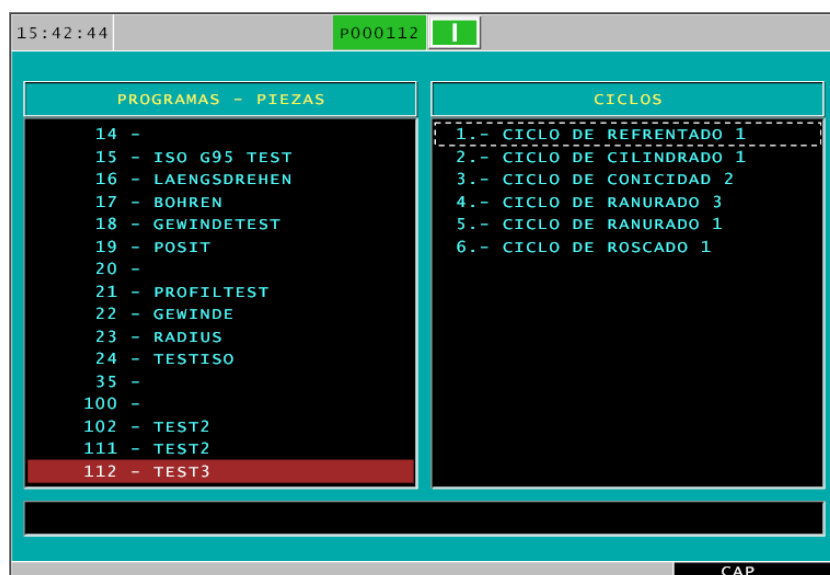 15:42:44 P000112
PROGRAMAS - PIEZAS
14 -
15 - ISO G95 TEST
16 - LAENGSDREHEN
17 - BOHREN
18 - GEWINDETEST
19 - POSIT
20 -
21 - PROFILTEST
22 - GEWINDE
23 - RADIUS
24 - TESTISO
35 -
100 -
102 - TEST2
111 - TEST2
112 - TEST3
CICLOS
1.- CICLO DE REFRENTADO 1
2.- CICLO DE CILINDRADO 1
3.- CICLO DE CONICIDAD 2
4.- CICLO DE RANURADO 3
5.- CICLO DE RANURADO 1
6.- CICLO DE ROSCADO 1
CAP